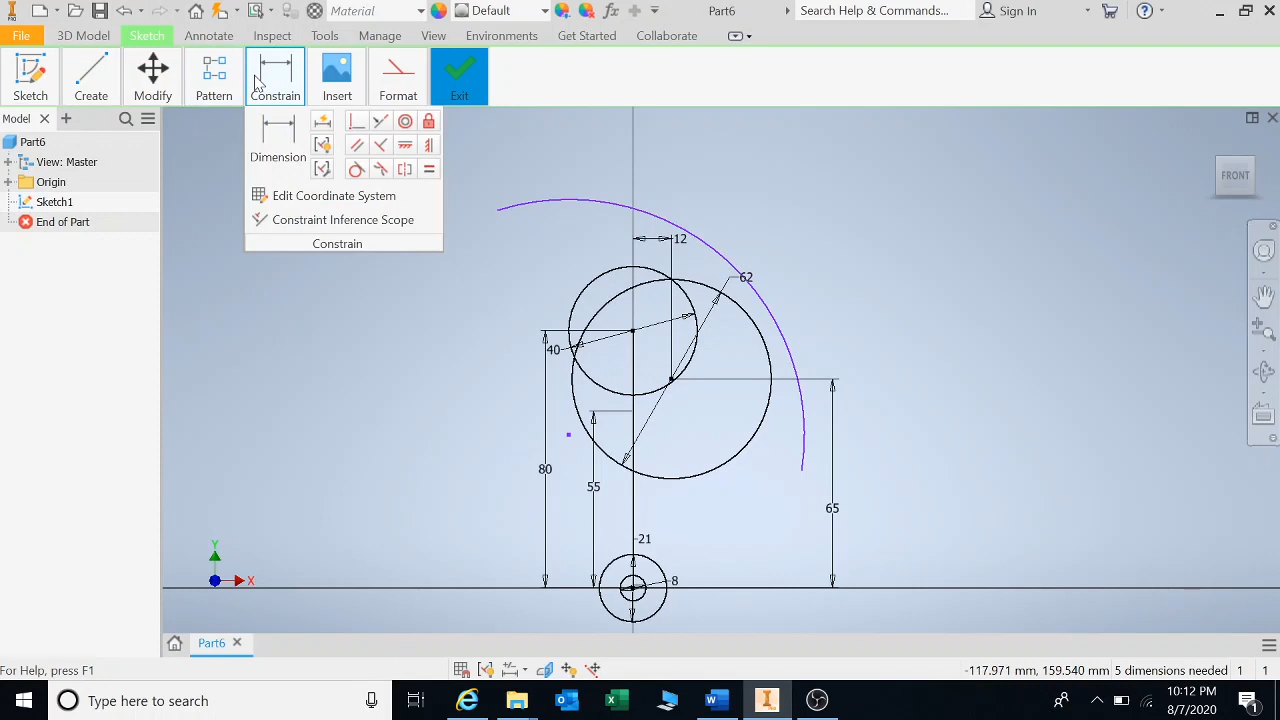 Material
Default
Part6
Search Help & Commands...
Sign In
File
3D Model
Sketch
Annotate
Inspect
Tools
Manage
View
Environments
Get Started
Collaborate
Sketch
Create
Modify
Pattern
Constrain
Insert
Format
Exit
Model
Dimension
Edit Coordinate System
Constraint Inference Scope
Constrain
Part6
View: Master
Origin
Sketch1
End of Part
FRONT
12
62
40
80
55
65
21
8
Y
X
Part6
For Help, press F1
-117.971 mm, 159.540 mm
5 dimensions needed
1
1
Type here to search
10:12 PM
8/7/2020
1